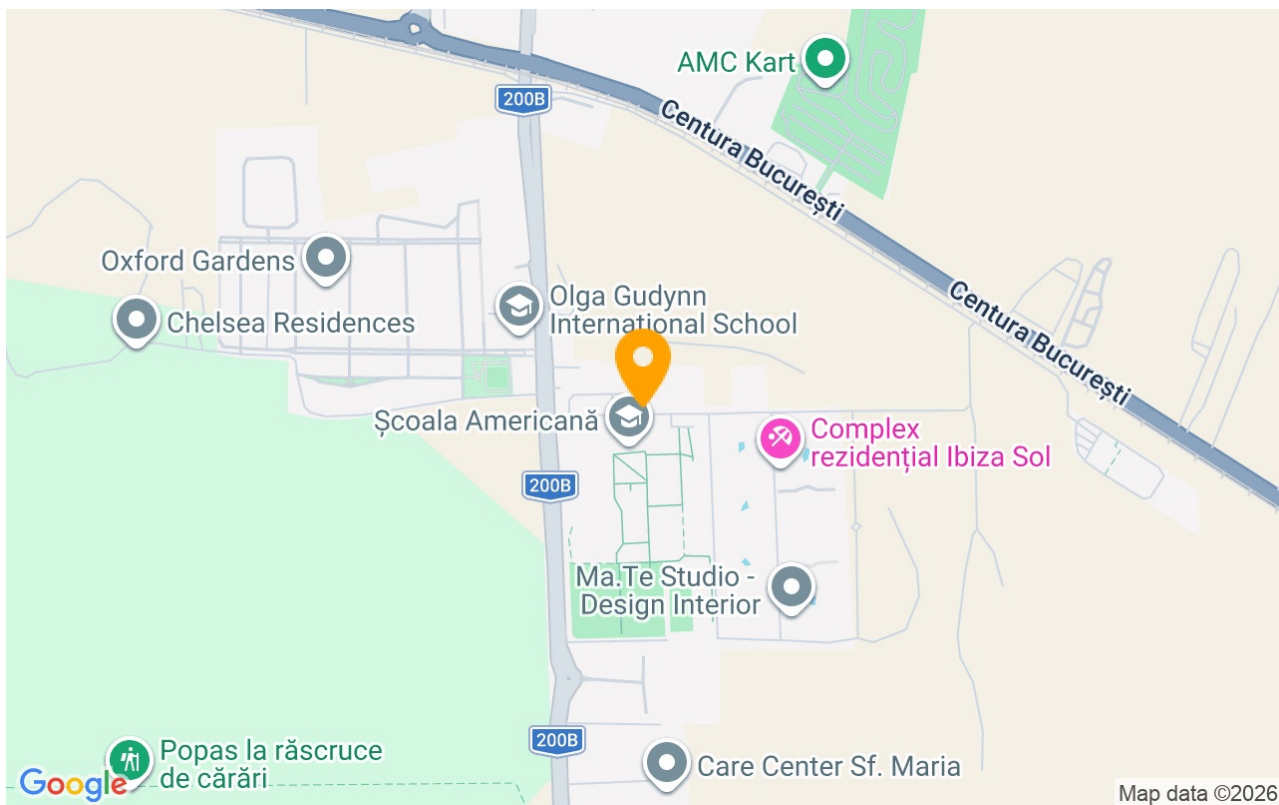 AMC Kart
200B
Centura București
Oxford Gardens
Olga Gudynn
International School
Chelsea Residences
Centura București
Școala Americană
Complex
rezidențial Ibiza Sol
200B
Ma.Te Studio -
Design Interior
200B
Popas la răscruce
de cărări
Care Center Sf. Maria
Google
Map data ©2026